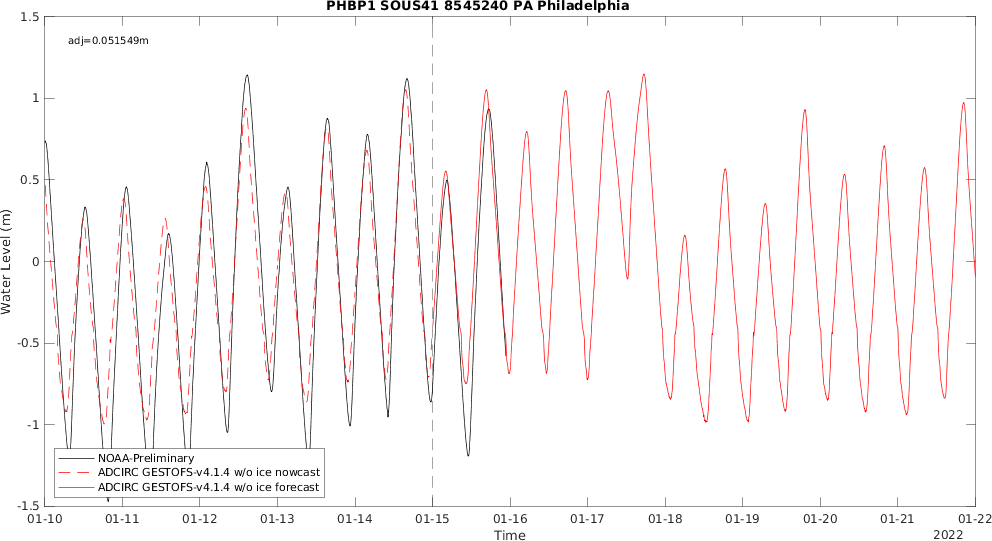 PHBP1 SOUS41 8545240 PA Philadelphia
adj=0.051549m
1.5
1
0.5
0
-0.5
-1
-1.5
Water Level (m)
NOAA-Preliminary
ADCIRC GESTOFS-v4.1.4 w/o ice nowcast
ADCIRC GESTOFS-v4.1.4 w/o ice forecast
01-10 01-11 01-12 01-13 01-14 01-15 01-16 01-17 01-18 01-19 01-20 01-21 01-22
Time
2022